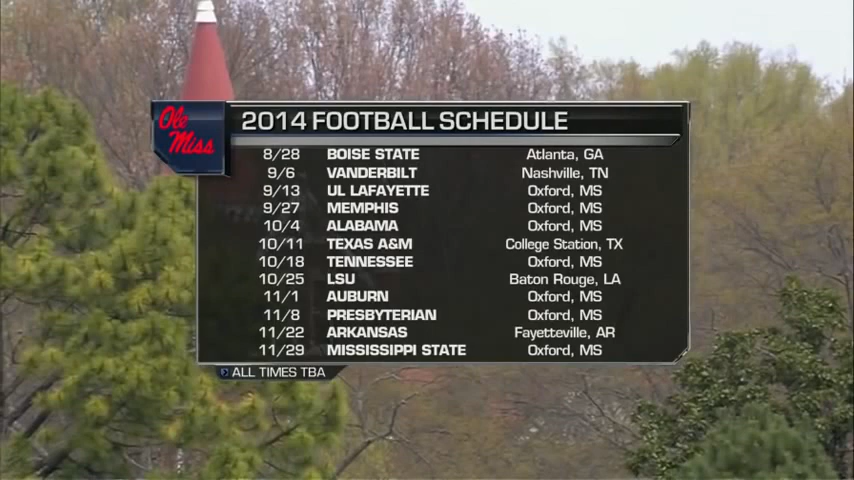 Ole Miss
2014 FOOTBALL SCHEDULE
8/28 BOISE STATE Atlanta, GA
9/6 VANDERBILT Nashville, TN
9/13 UL LAFAYETTE Oxford, MS
9/27 MEMPHIS Oxford, MS
10/4 ALABAMA Oxford, MS
10/11 TEXAS A&M College Station, TX
10/18 TENNESSEE Oxford, MS
10/25 LSU Baton Rouge, LA
11/1 AUBURN Oxford, MS
11/8 PRESBYTERIAN Oxford, MS
11/22 ARKANSAS Fayetteville, AR
11/29 MISSISSIPPI STATE Oxford, MS
ALL TIMES TBA